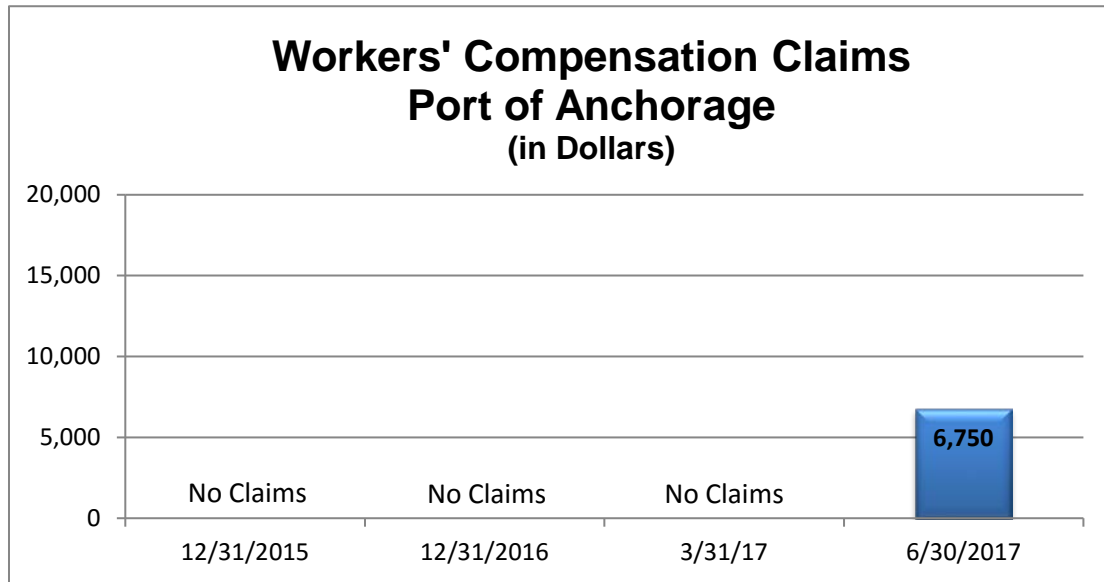 Workers' Compensation Claims
Port of Anchorage
(in Dollars)
20,000
15,000
10,000
5,000
0
No Claims
No Claims
No Claims
6,750
12/31/2015
12/31/2016
3/31/17
6/30/2017